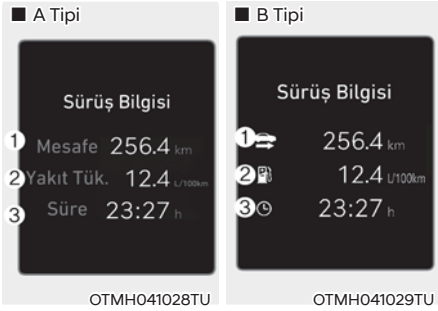 ■ A Tipi
Sürüş Bilgisi
1 Mesafe 256.4 km
2 Yakıt Tük. 12.4 L/100km
3 Süre 23:27 h
OTMH041028TU
■ B Tipi
Sürüş Bilgisi
1 256.4 km
2 12.4 L/100km
3 23:27 h
OTMH041029TU